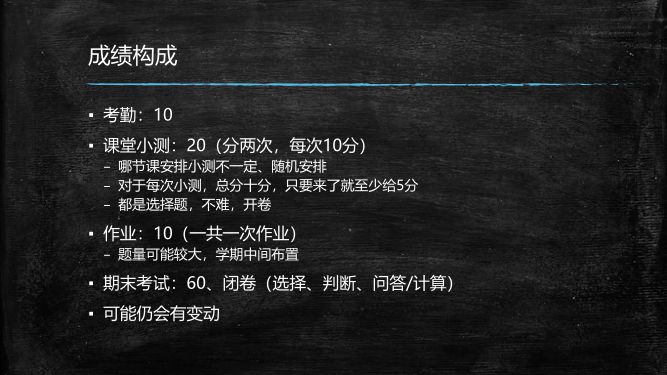 成绩构成
▪ 考勤：10
▪ 课堂小测：20（分两次，每次10分）
– 哪节课安排小测不一定、随机安排
– 对于每次小测，总分十分，只要来了就至少给5分
– 都是选择题，不难，开卷
▪ 作业：10（一共一次作业）
– 题量可能较大，学期中间布置
▪ 期末考试：60、闭卷（选择、判断、问答/计算）
▪ 可能仍会有变动